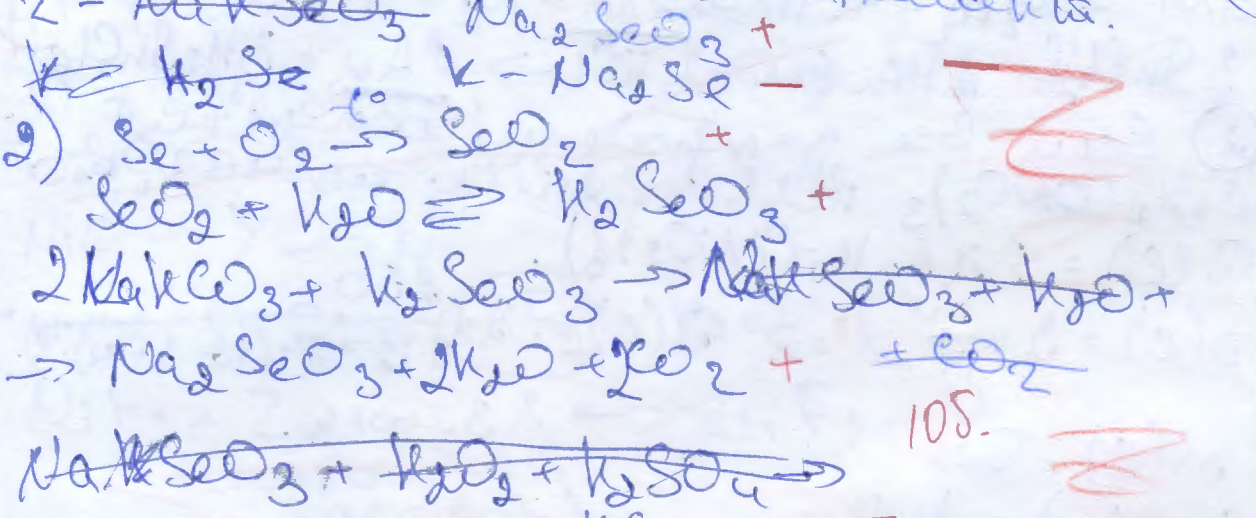 NaHSeO3 Na2SeO3 +
H2Se К – Na2Se –
2) Se + O2 t°→ SeO2 +
SeO2 + H2O ⇄ H2SeO3 +
2NaHCO3 + H2SeO3 → NaHSeO3 + H2O +
+ CO2
→ Na2SeO3 + 2H2O + 2CO2 +
10б.
NaHSeO3 + H2O2 + H2SO4 →